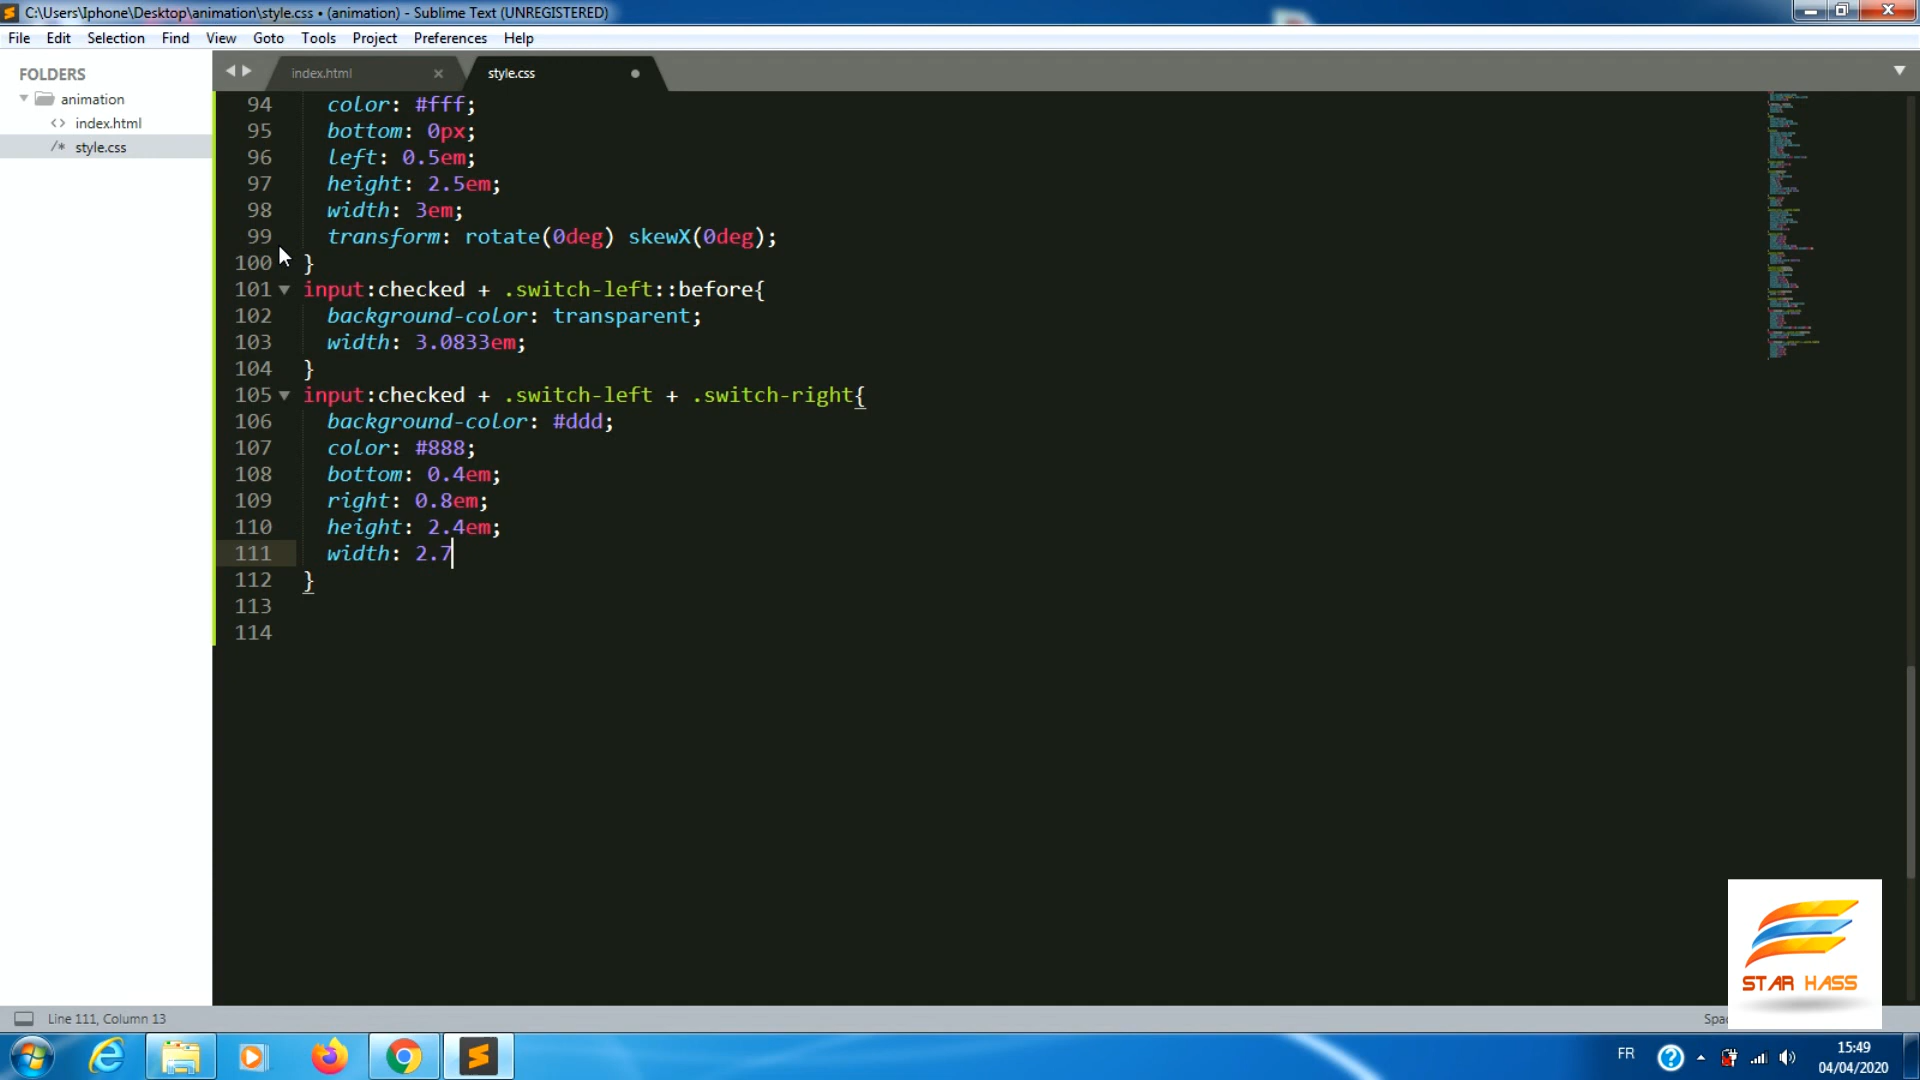 C:\Users\Iphone\Desktop\animation\style.css • (animation) - Sublime Text (UNREGISTERED)
File Edit Selection Find View Goto Tools Project Preferences Help
FOLDERS
animation
<> index.html
/* style.css
index.html × style.css
94 color: #fff;
95 bottom: 0px;
96 left: 0.5em;
97 height: 2.5em;
98 width: 3em;
99 transform: rotate(0deg) skewX(0deg);
100 }
101 input:checked + .switch-left::before{
102 background-color: transparent;
103 width: 3.0833em;
104 }
105 input:checked + .switch-left + .switch-right{
106 background-color: #ddd;
107 color: #888;
108 bottom: 0.4em;
109 right: 0.8em;
110 height: 2.4em;
111 width: 2.7
112 }
113
114
STAR HASS
Line 111, Column 13
FR
15:49
04/04/2020